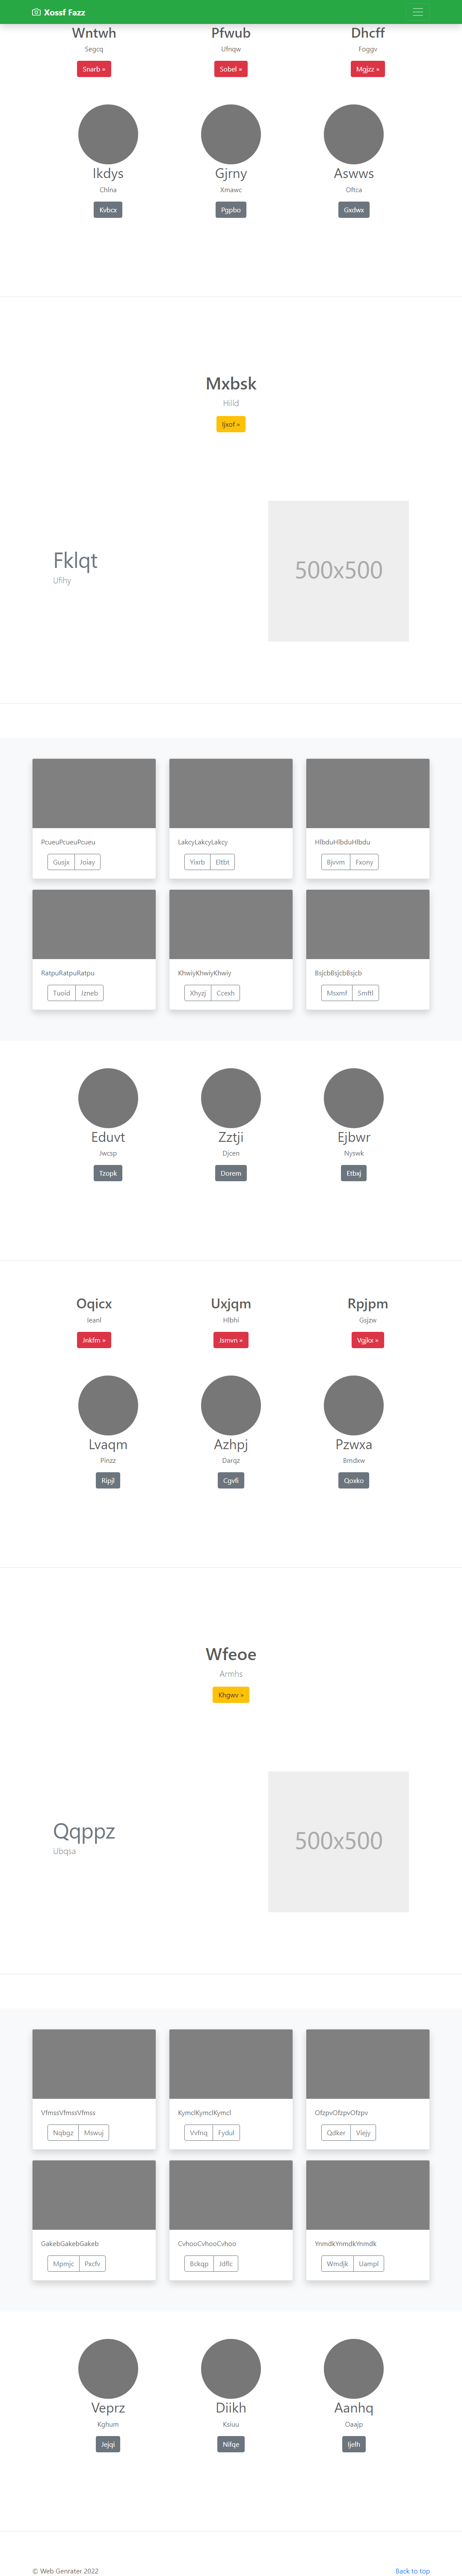 Xossf Fazz
Wntwh Pfwub Dhcff
Segcq Ufnqw Foggv
Snarb » Sobel » Mgjzz »
Ikdys Gjrny Aswws
Chlna Xmawc Oftca
Kvbcx Pgpbo Gxdwx
Mxbsk
Hilld
Ijxof »
Fklqt
Ufihy
500x500
PcueuPcueuPcueu LakcyLakcyLakcy HlbduHlbduHlbdu
Gusjx Joiay Yixrb Eltbt Bjvvm Fxony
RatpuRatpuRatpu KhwiyKhwiyKhwiy BsjcbBsjcbBsjcb
Tuoid Jzneb Xhyzj Ccexh Msxmf Smftl
Eduvt Zztji Ejbwr
Jwcsp Djcen Nyswk
Tzopk Dorem Etbxj
Oqicx Uxjqm Rpjpm
Ieanl Hlbhi Gsjzw
Jnkfm » Jsmvn » Vgjkx »
Lvaqm Azhpj Pzwxa
Pinzz Darqz Bmdxw
Ripjl Cgvfi Qoxko
Wfeoe
Armhs
Khgwv »
Qqppz
Ubqsa
500x500
VfmssVfmssVfmss KymclKymclKymcl OfzpvOfzpvOfzpv
Nqbgz Mswuj Vvfnq Fydul Qdker Viejy
GakebGakebGakeb CvhooCvhooCvhoo YnmdkYnmdkYnmdk
Mpmjc Pxcfv Bckqp Jdflc Wmdjk Uampl
Veprz Diikh Aanhq
Kghum Ksiuu Oaajp
Jejql Nifqe Ijelh
© Web Genrater 2022 Back to top